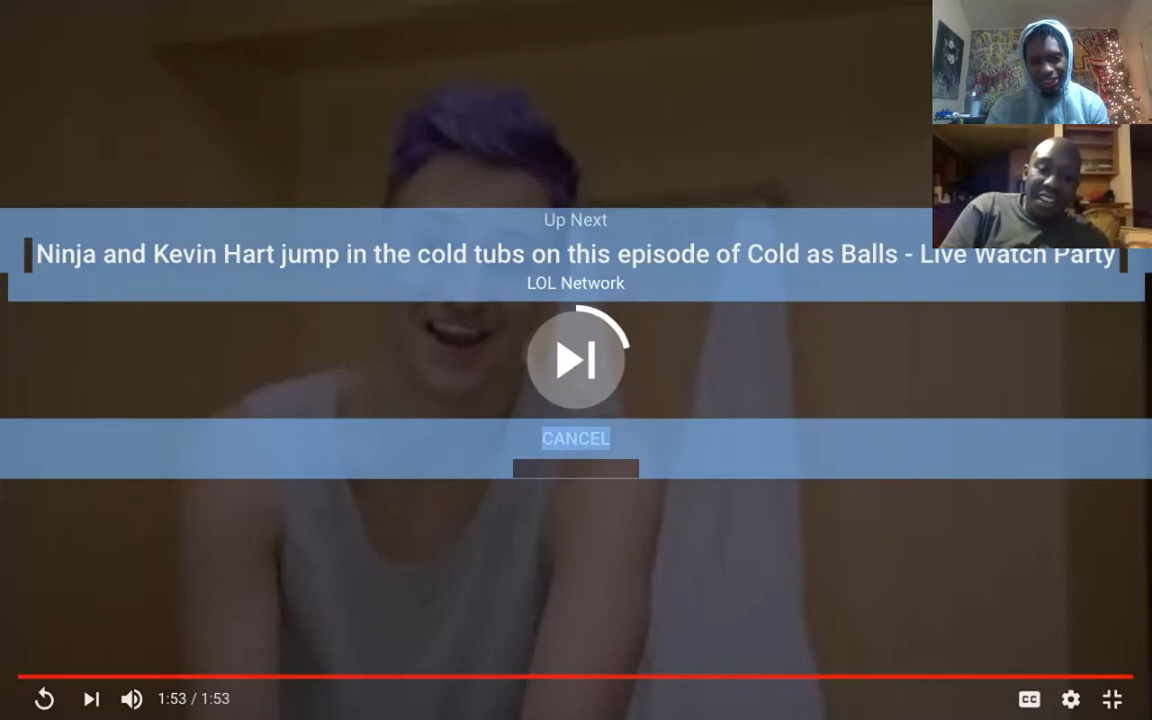 Up Next
Ninja and Kevin Hart jump in the cold tubs on this episode of Cold as Balls - Live Watch Party
LOL Network
CANCEL
1:53 / 1:53
CC